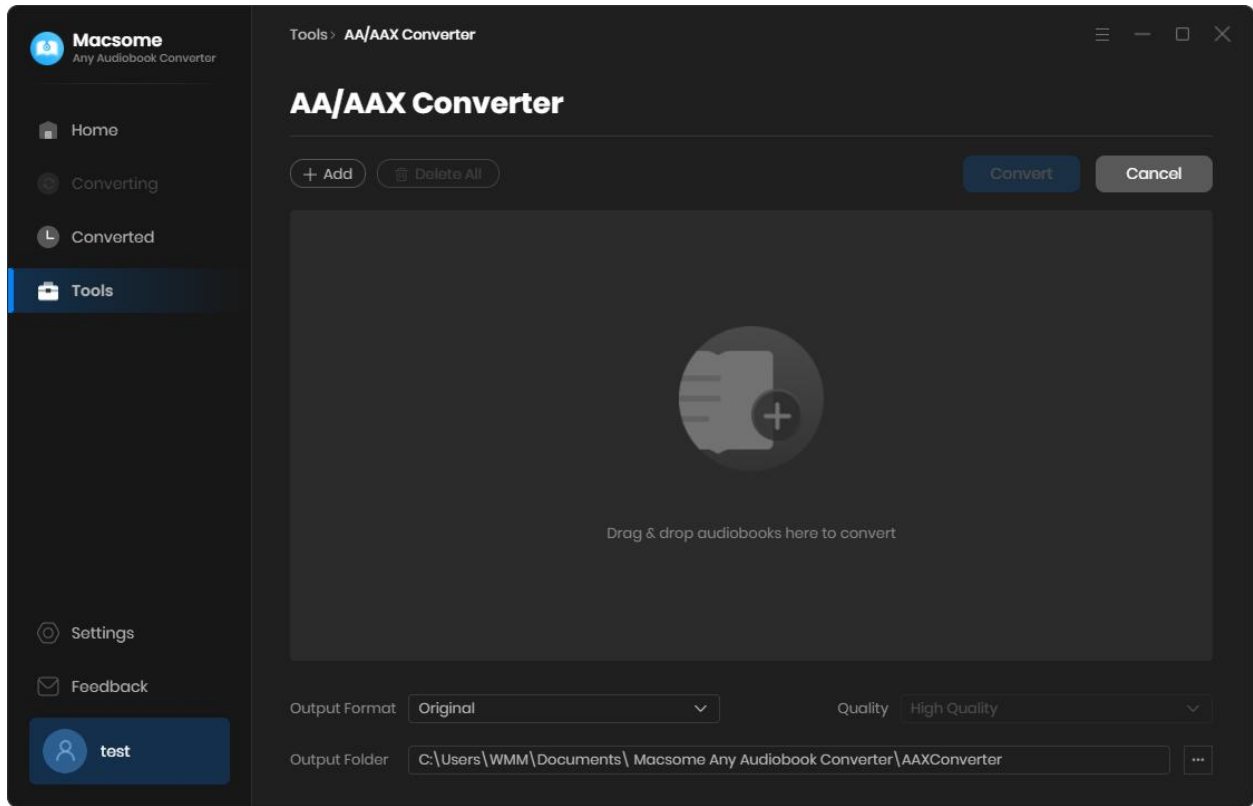 Macsome
Any Audiobook Converter
Home
Converting
Converted
Tools
Settings
Feedback
test
Tools> AA/AAX Converter
AA/AAX Converter
+ Add
Delete All
Convert
Cancel
Drag & drop audiobooks here to convert
Output Format Original
Quality High Quality
Output Folder C:\Users\WMM\Documents\ Macsome Any Audiobook Converter\AAXConverter
...